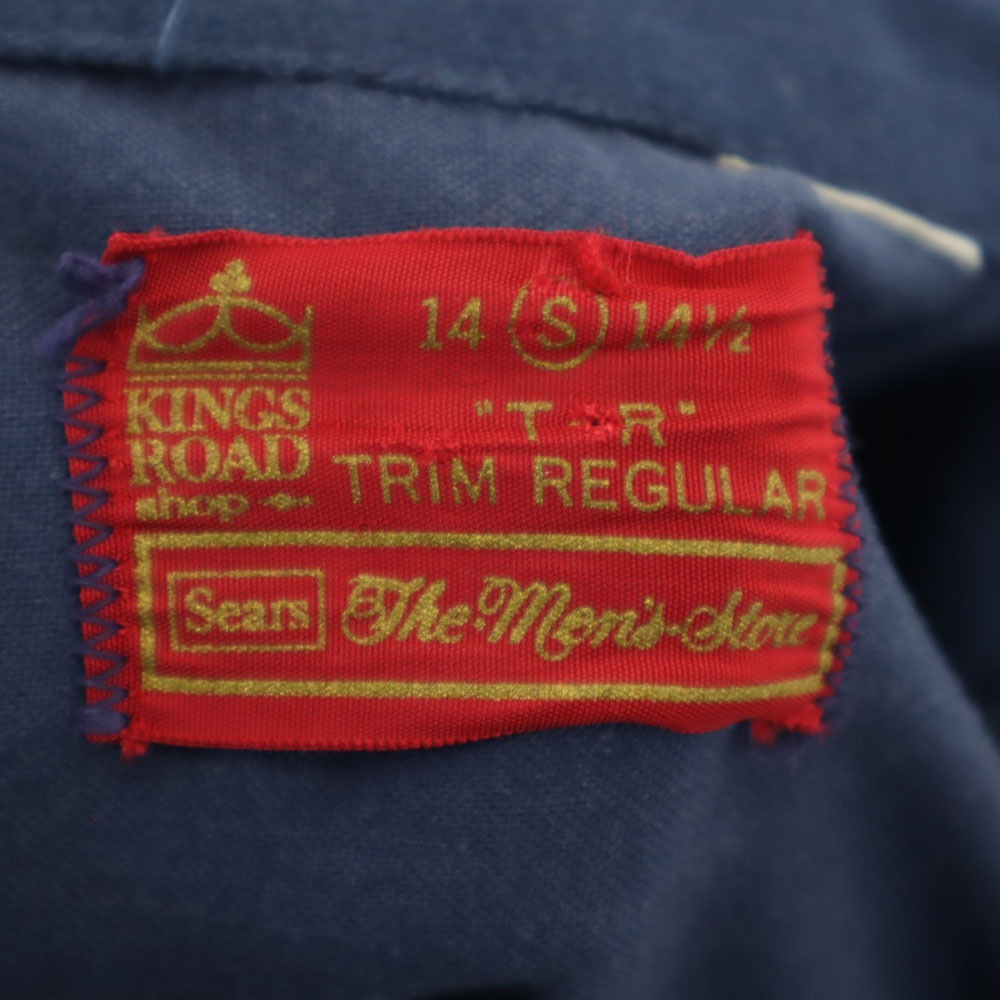 KINGS
ROAD
shop
14 S 14½
"T-R"
TRIM REGULAR
Sears The Men's Store